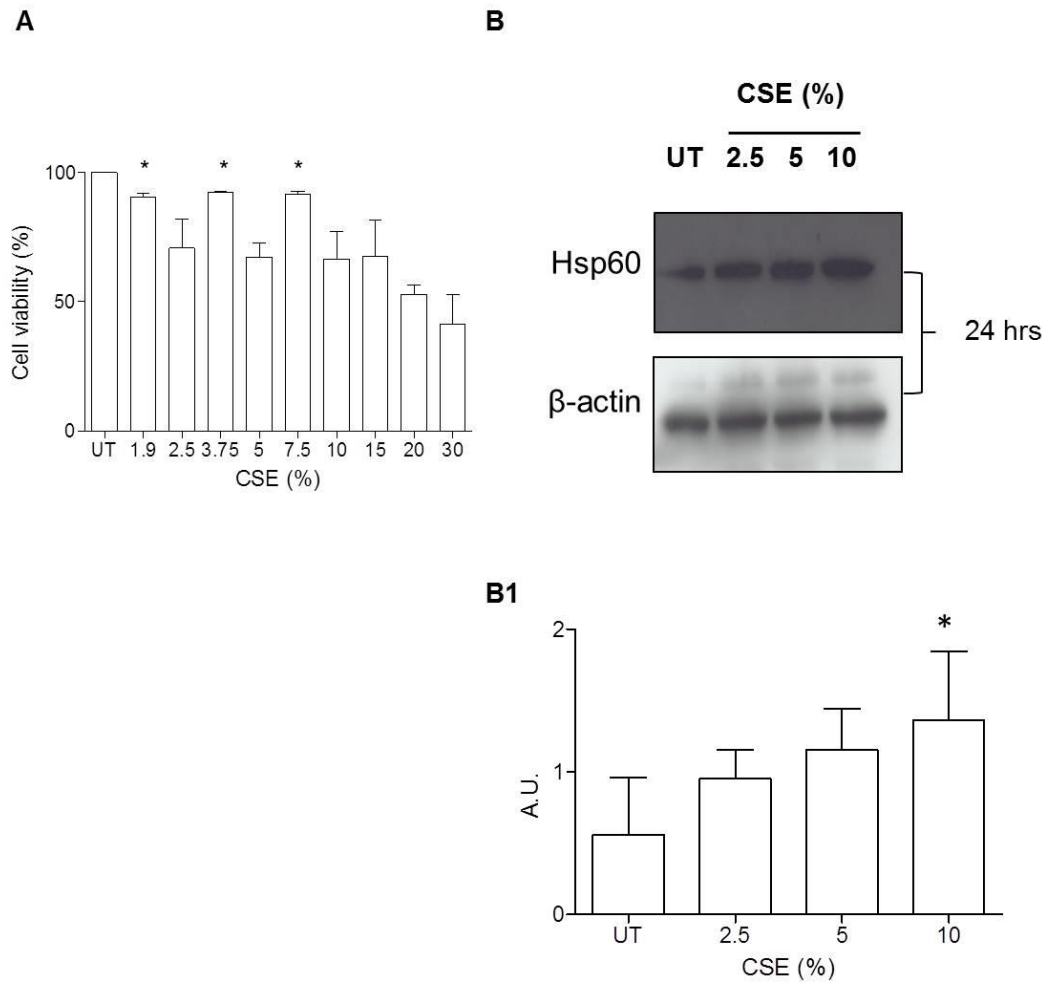 A
* * *
100
50
0
Cell viability (%)
UT 1.9 2.5 3.75 5 7.5 10 15 20 30
CSE (%)
B
CSE (%)
UT 2.5 5 10
Hsp60
β-actin
24 hrs
B1
*
2
1
0
A.U.
UT 2.5 5 10
CSE (%)